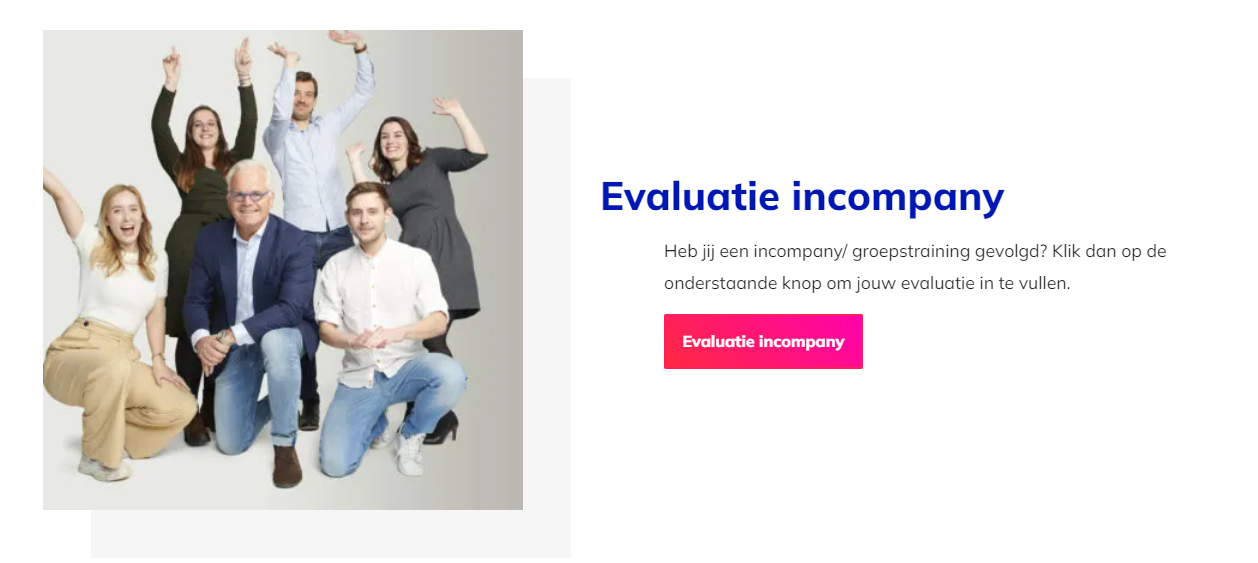 Evaluatie incompany
Heb jij een incompany/ groepstraining gevolgd? Klik dan op de
onderstaande knop om jouw evaluatie in te vullen.
Evaluatie incompany